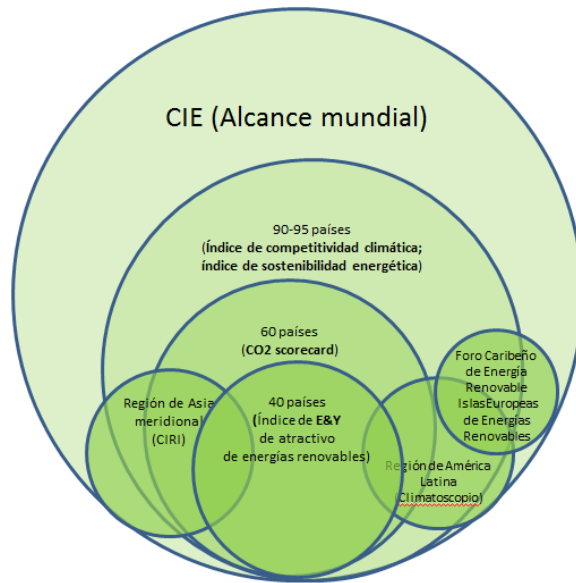 CIE (Alcance mundial)
90-95 países
(Índice de competitividad climática;
índice de sostenibilidad energética)
60 países
(CO2 scorecard)
Foro Caribeño
de Energía
Renovable
IslasEuropeas
de Energías
Renovables
Región de Asia
meridional
(CIRI)
40 países
(Índice de E&Y
de atractivo
de energías renovables)
Región de América
Latina
(Climatoscopio)